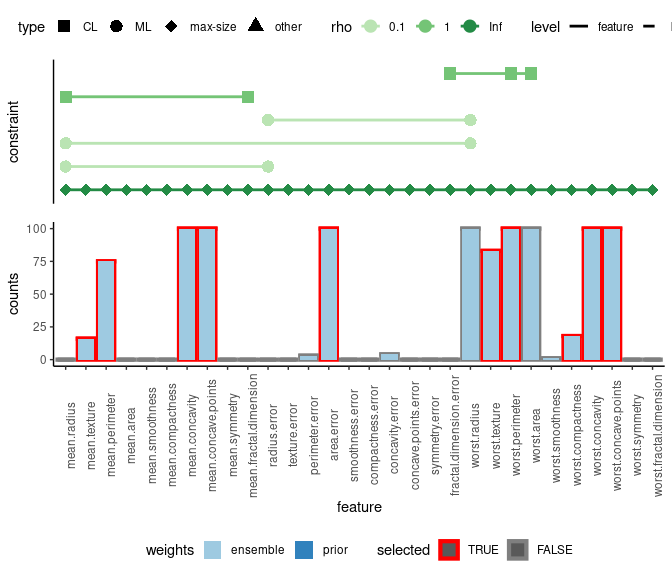 type CL ML max-size other rho 0.1 1 Inf level feature
constraint
counts
100
75
50
25
0
mean.radius
mean.texture
mean.perimeter
mean.area
mean.smoothness
mean.compactness
mean.concavity
mean.concave.points
mean.symmetry
mean.fractal.dimension
radius.error
texture.error
perimeter.error
area.error
smoothness.error
compactness.error
concavity.error
concave.points.error
symmetry.error
fractal.dimension.error
worst.radius
worst.texture
worst.perimeter
worst.area
worst.smoothness
worst.compactness
worst.concavity
worst.concave.points
worst.symmetry
worst.fractal.dimension
feature
weights ensemble prior selected TRUE FALSE